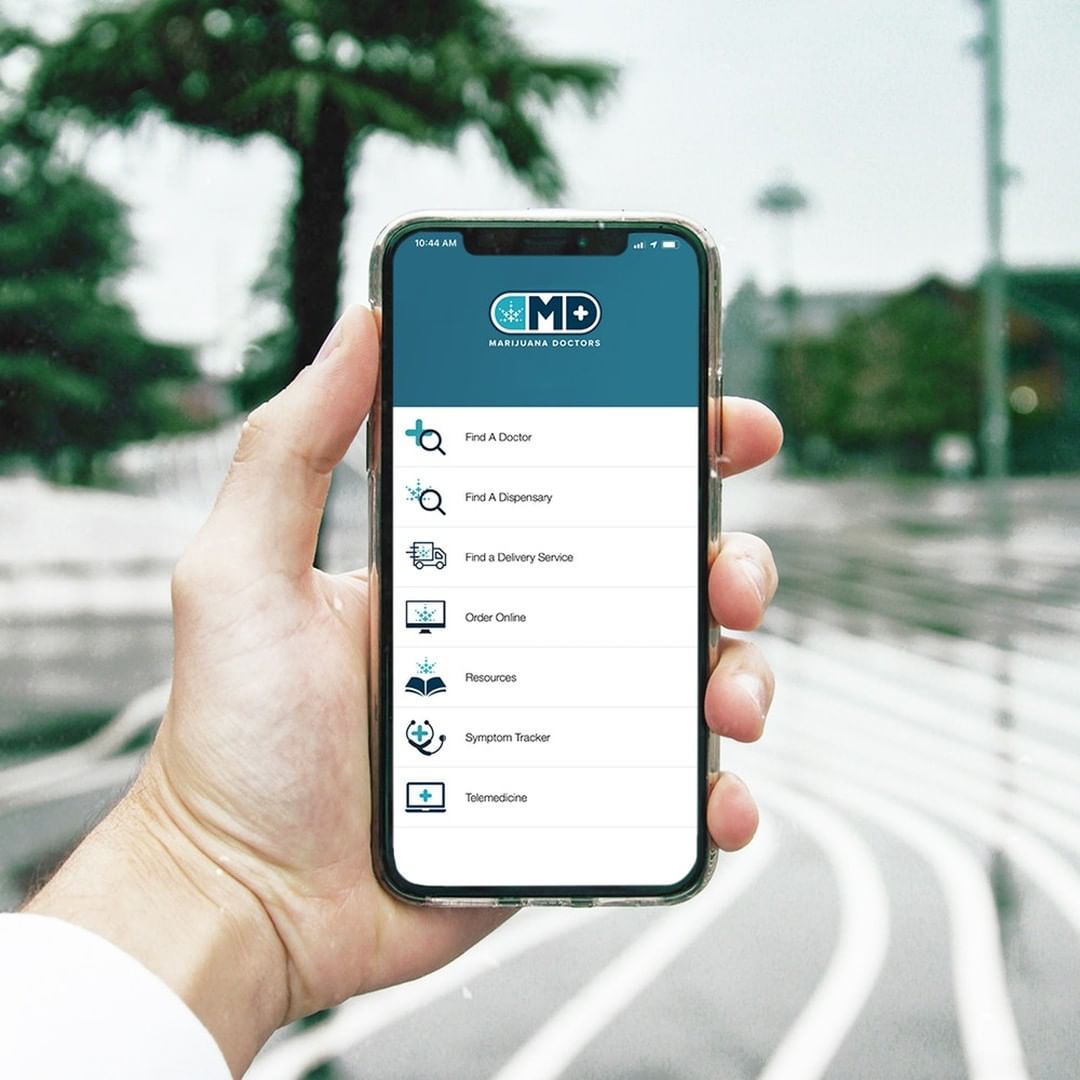 10:44 AM
MD
MARIJUANA DOCTORS
Find A Doctor
Find A Dispensary
Find a Delivery Service
Order Online
Resources
Symptom Tracker
Telemedicine